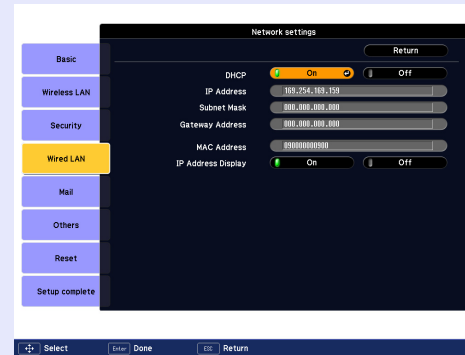 Network settings
Return
Basic
DHCP On Off
Wireless LAN
IP Address 169.254.169.159
Subnet Mask 000.000.000.000
Security
Gateway Address 000.000.000.000
MAC Address 090000000900
Wired LAN
IP Address Display On Off
Mail
Others
Reset
Setup complete
Select Enter Done ESC Return